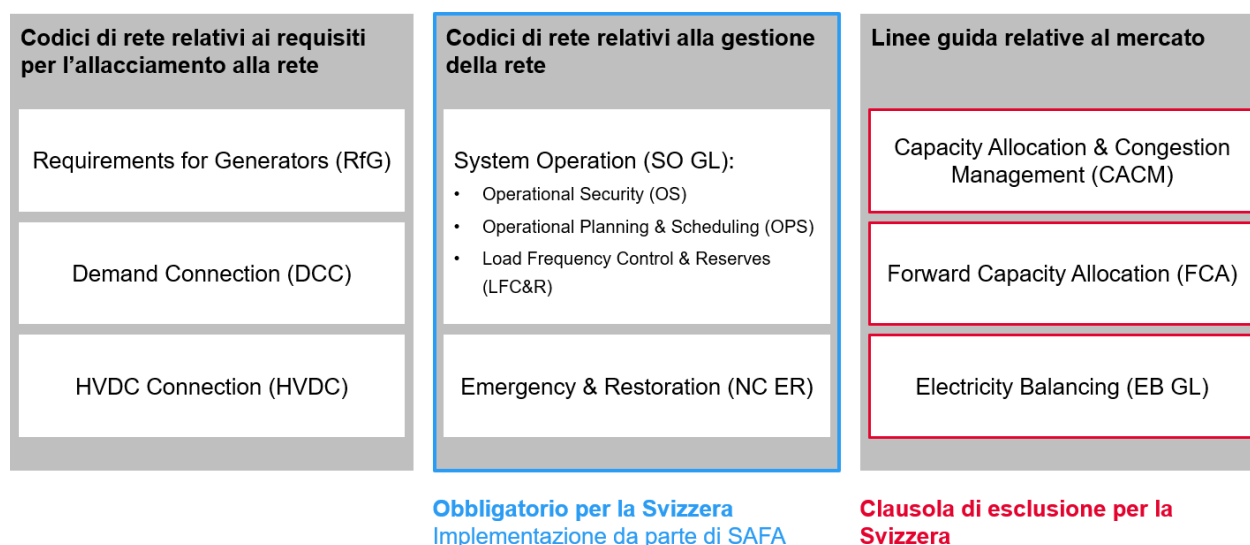 Codici di rete relativi ai requisiti
per l'allacciamento alla rete
Requirements for Generators (RfG)
Demand Connection (DCC)
HVDC Connection (HVDC)
Codici di rete relativi alla gestione
della rete
System Operation (SO GL):
• Operational Security (OS)
• Operational Planning & Scheduling (OPS)
• Load Frequency Control & Reserves
(LFC&R)
Emergency & Restoration (NC ER)
Obbligatorio per la Svizzera
Implementazione da parte di SAFA
Linee guida relative al mercato
Capacity Allocation & Congestion
Management (CACM)
Forward Capacity Allocation (FCA)
Electricity Balancing (EB GL)
Clausola di esclusione per la
Svizzera